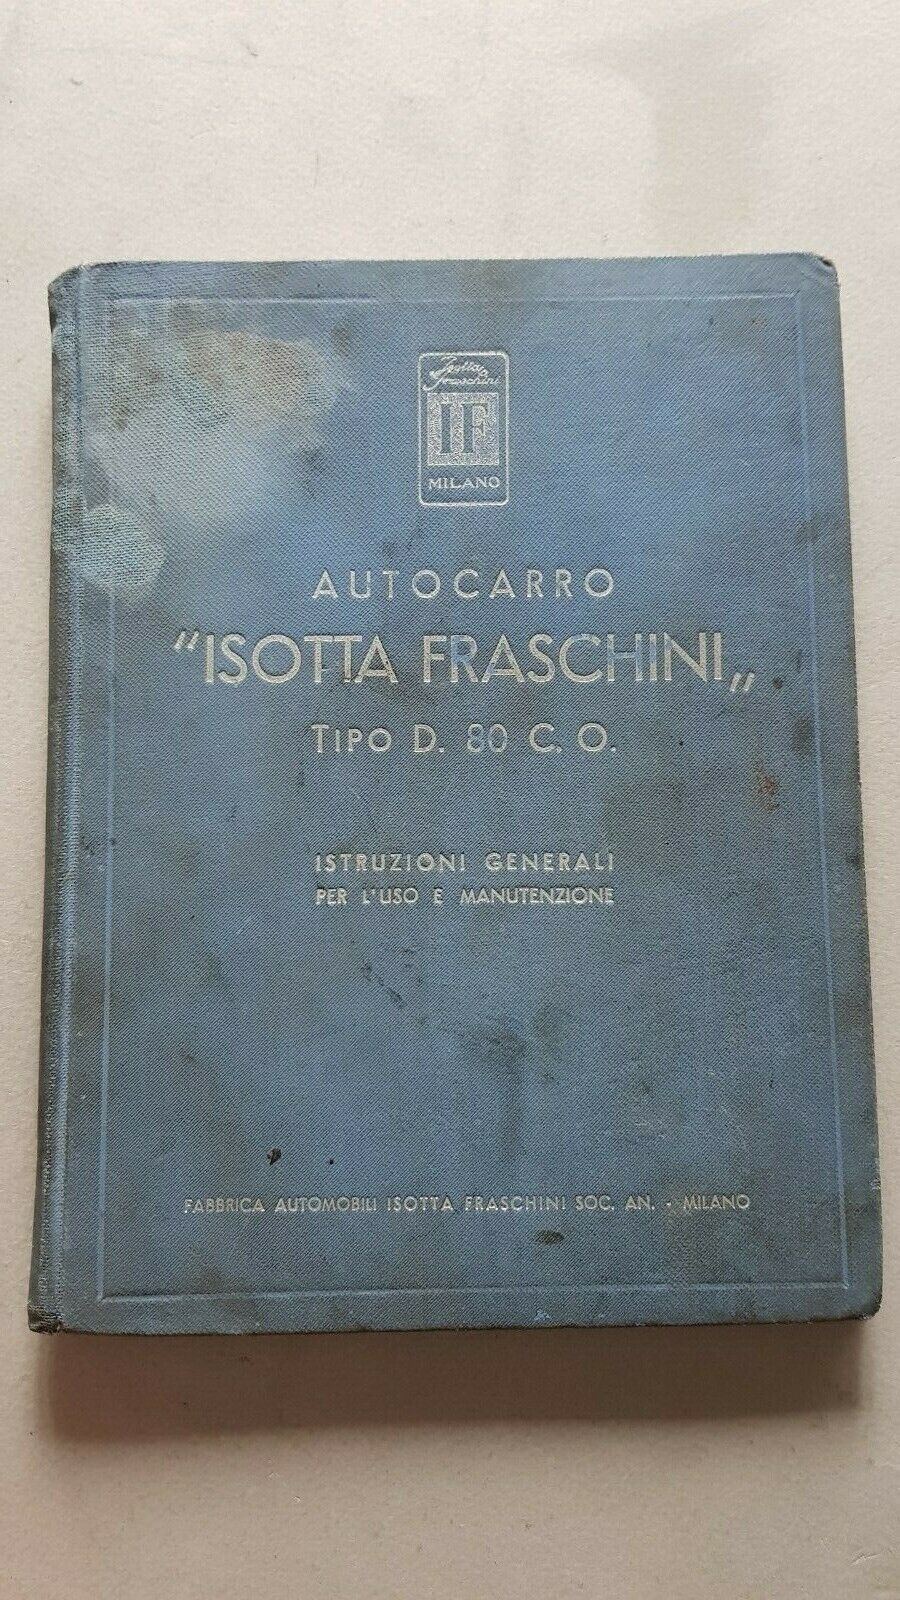 Isotta
Fraschini
IF
MILANO
AUTOCARRO
"ISOTTA FRASCHINI„
TIPO D. 80 C. O.
ISTRUZIONI GENERALI
PER L'USO E MANUTENZIONE
FABBRICA AUTOMOBILI ISOTTA FRASCHINI SOC. AN. - MILANO